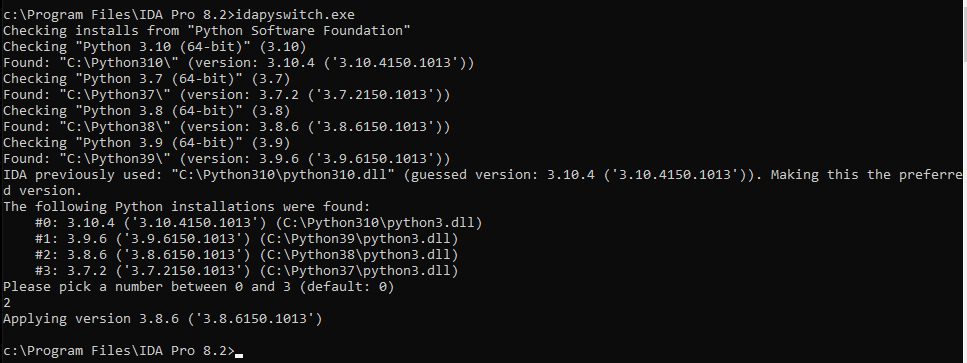 c:\Program Files\IDA Pro 8.2>idapyswitch.exe
Checking installs from "Python Software Foundation"
Checking "Python 3.10 (64-bit)" (3.10)
Found: "C:\Python310\" (version: 3.10.4 ('3.10.4150.1013'))
Checking "Python 3.7 (64-bit)" (3.7)
Found: "C:\Python37\" (version: 3.7.2 ('3.7.2150.1013'))
Checking "Python 3.8 (64-bit)" (3.8)
Found: "C:\Python38\" (version: 3.8.6 ('3.8.6150.1013'))
Checking "Python 3.9 (64-bit)" (3.9)
Found: "C:\Python39\" (version: 3.9.6 ('3.9.6150.1013'))
IDA previously used: "C:\Python310\python310.dll" (guessed version: 3.10.4 ('3.10.4150.1013')). Making this the preferre
d version.
The following Python installations were found:
    #0: 3.10.4 ('3.10.4150.1013') (C:\Python310\python3.dll)
    #1: 3.9.6 ('3.9.6150.1013') (C:\Python39\python3.dll)
    #2: 3.8.6 ('3.8.6150.1013') (C:\Python38\python3.dll)
    #3: 3.7.2 ('3.7.2150.1013') (C:\Python37\python3.dll)
Please pick a number between 0 and 3 (default: 0)
2
Applying version 3.8.6 ('3.8.6150.1013')
c:\Program Files\IDA Pro 8.2>